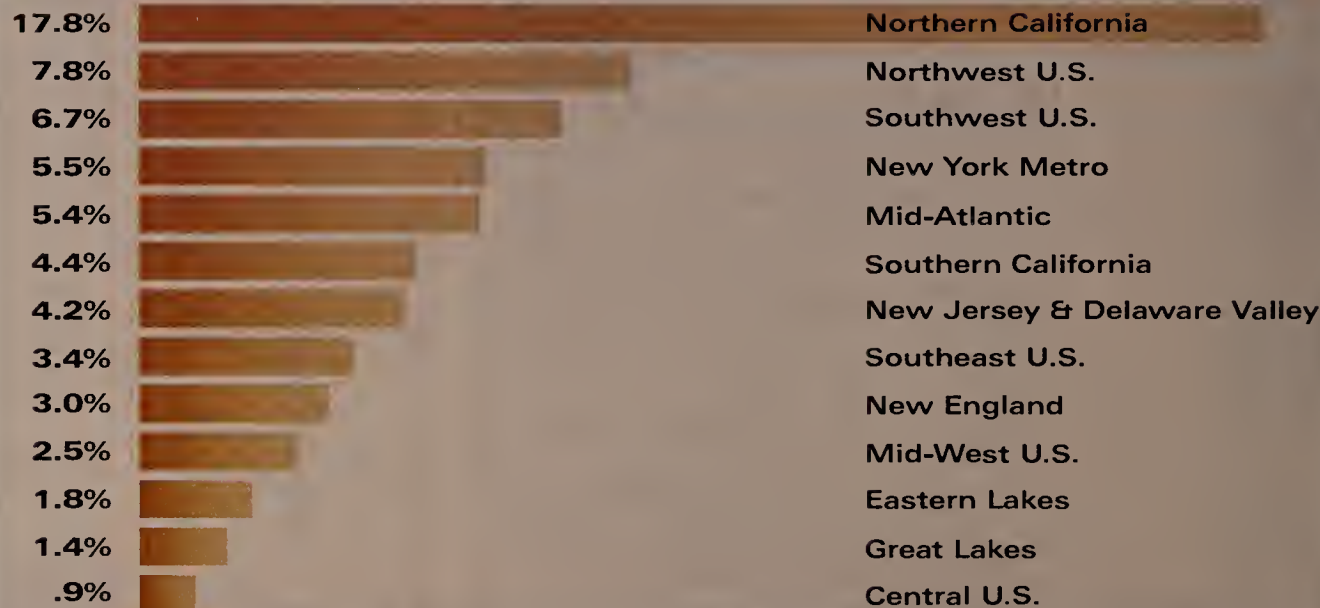 17.8% Northern California
7.8% Northwest U.S.
6.7% Southwest U.S.
5.5% New York Metro
5.4% Mid-Atlantic
4.4% Southern California
4.2% New Jersey & Delaware Valley
3.4% Southeast U.S.
3.0% New England
2.5% Mid-West U.S.
1.8% Eastern Lakes
1.4% Great Lakes
.9% Central U.S.